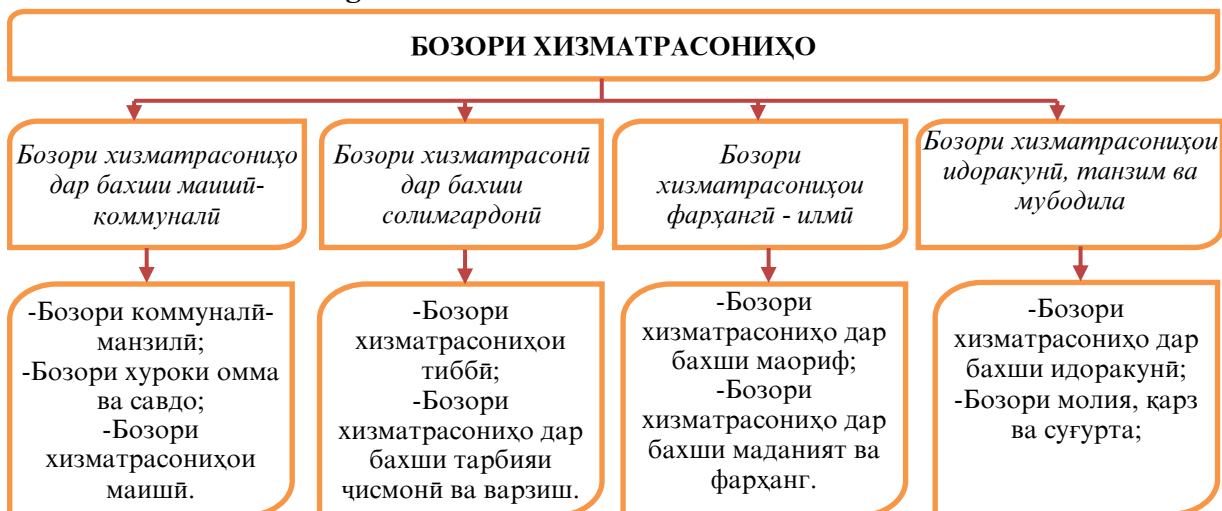 БОЗОРИ ХИЗМАТРАСОНИҲО
Бозори хизматрасониҳо
дар бахши маишӣ-
коммуналӣ
Бозори хизматрасонӣ
дар бахши
солимгардонӣ
Бозори
хизматрасониҳои
фарҳангӣ - илмӣ
Бозори хизматрасониҳои
идоракунӣ, танзим ва
мубодила
-Бозори коммуналӣ-
манзилӣ;
-Бозори хуроки омма
ва савдо;
-Бозори
хизматрасониҳои
маишӣ.
-Бозори
хизматрасониҳои
тиббӣ;
-Бозори
хизматрасониҳо дар
бахши тарбияи
ҷисмонӣ ва варзиш.
-Бозори
хизматрасониҳо дар
бахши маориф;
-Бозори
хизматрасониҳо дар
бахши маданият ва
фарҳанг.
-Бозори
хизматрасониҳо дар
бахши идоракунӣ;
-Бозори молия, қарз
ва суғурта;